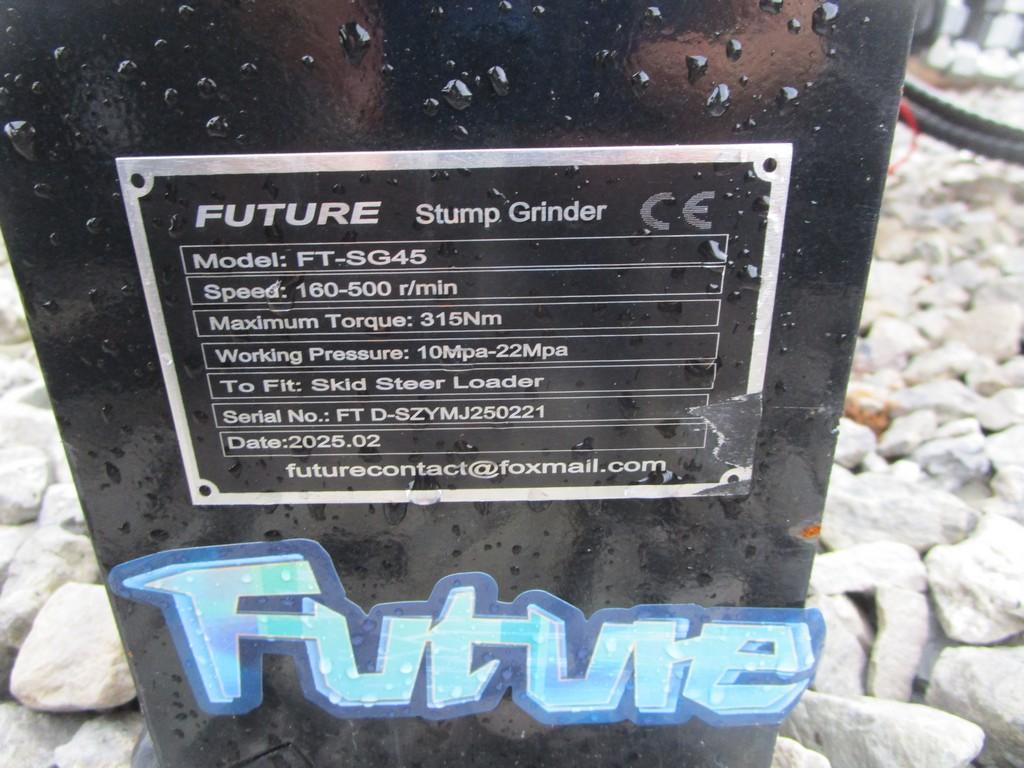 FUTURE Stump Grinder CE
Model: FT-SG45
Speed: 160-500 r/min
Maximum Torque: 315Nm
Working Pressure: 10Mpa-22Mpa
To Fit: Skid Steer Loader
Serial No.: FT D-SZYMJ250221
Date:2025.02
futurecontact@foxmail.com
Future